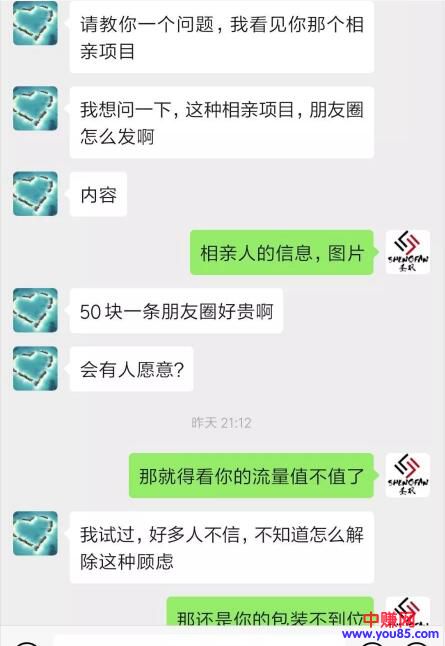 请教你一个问题，我看见你那个相
亲项目
我想问一下，这种相亲项目，朋友圈
怎么发啊
内容
相亲人的信息，图片
SHENGFAN
50块一条朋友圈好贵啊
会有人愿意？
昨天 21:12
那就得看你的流量值不值了
SHENGFAN
我试过，好多人不信，不知道怎么解
除这种顾虑
那还是你的包装不到位
中赚网
www.you85.com